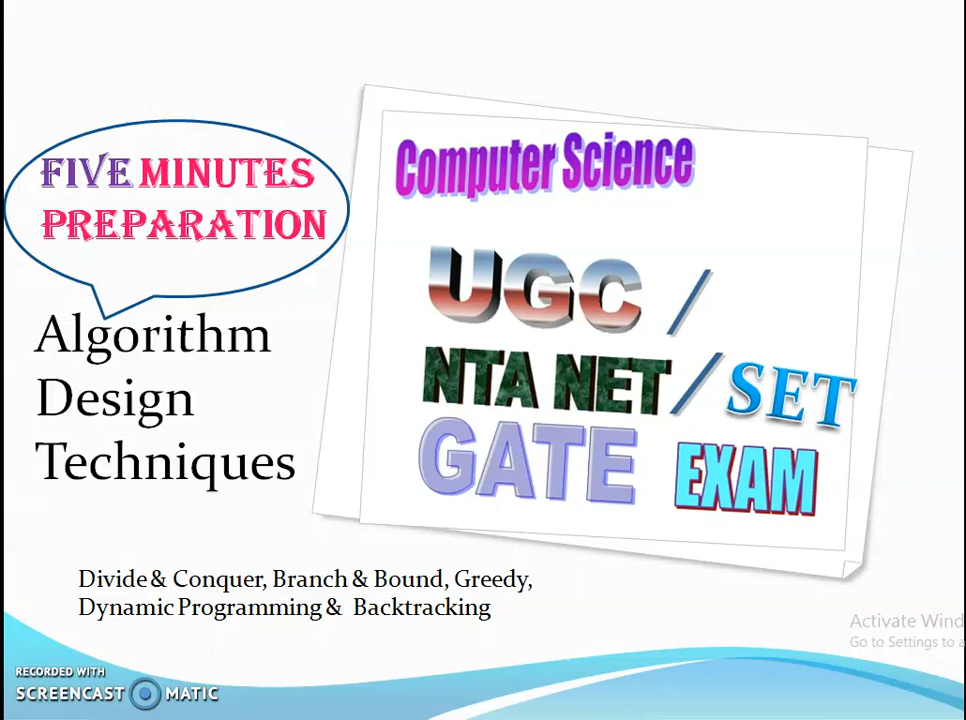 FIVE MINUTES
PREPARATION
Algorithm
Design
Techniques
Computer Science
UGC /
NTA NET / SET
GATE EXAM
Divide & Conquer, Branch & Bound, Greedy,
Dynamic Programming & Backtracking
Activate Wind
Go to Settings to a
RECORDED WITH
SCREENCAST MATIC